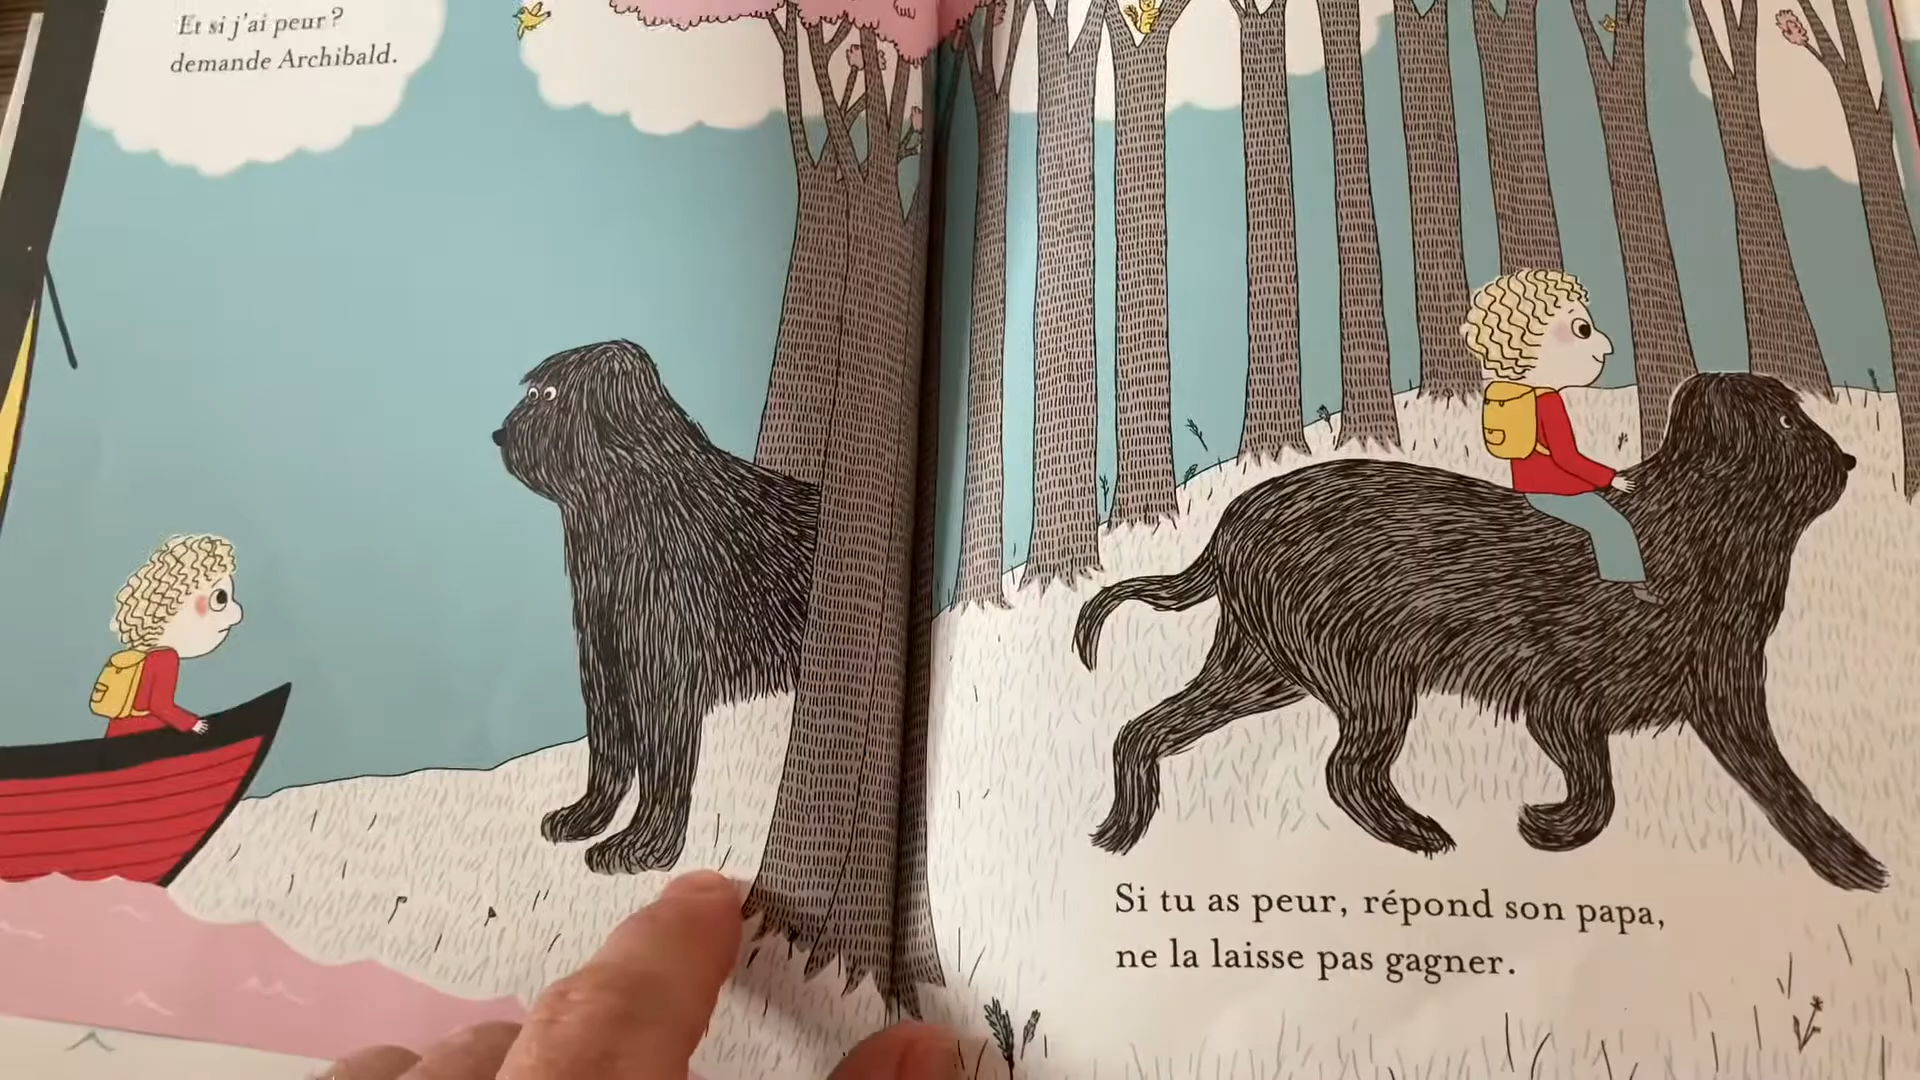 Et si j'ai peur ?
demande Archibald.
Si tu as peur, répond son papa,
ne la laisse pas gagner.